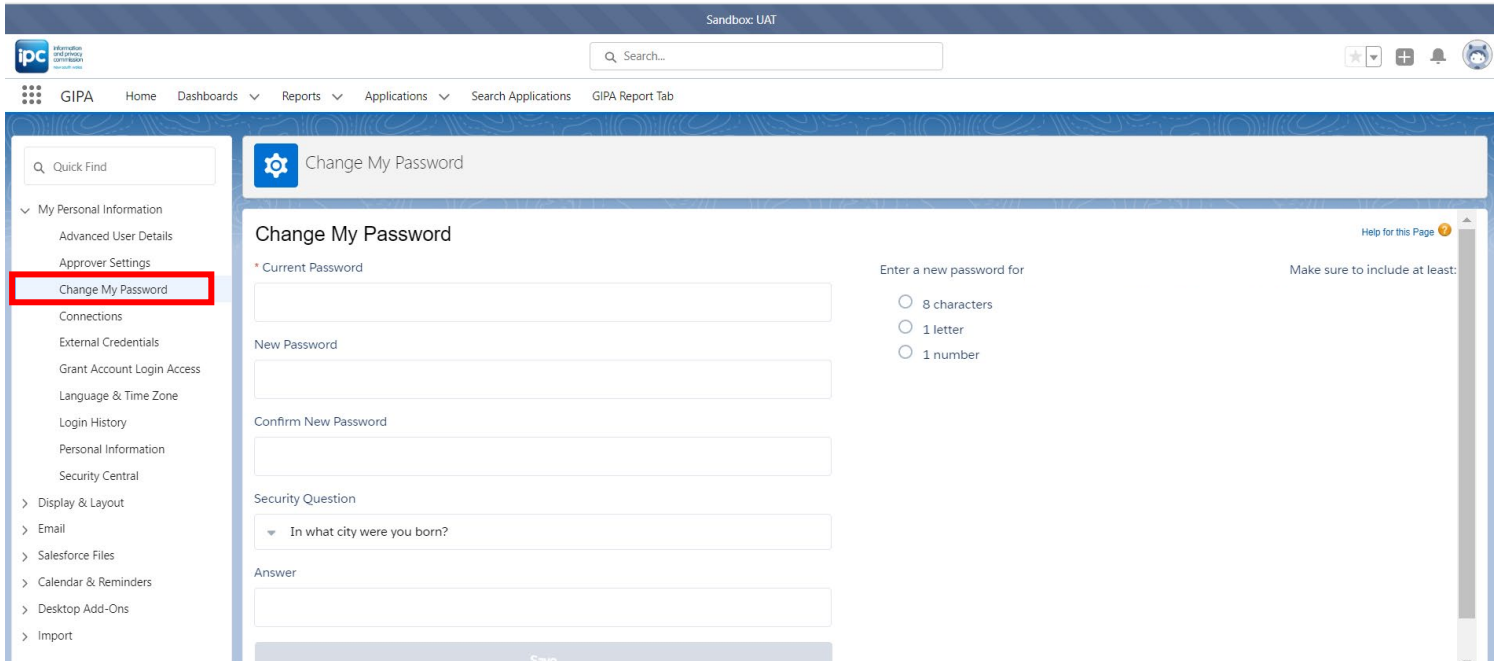 Sandbox: UAT
ipc
information
and privacy
commission
Search...
GIPA
Home
Dashboards
Reports
Applications
Search Applications
GIPA Report Tab
Quick Find
Change My Password
My Personal Information
Advanced User Details
Approver Settings
Change My Password
Connections
External Credentials
Grant Account Login Access
Language & Time Zone
Login History
Personal Information
Security Central
Display & Layout
Email
Salesforce Files
Calendar & Reminders
Desktop Add-Ons
Import
Change My Password
Help for this Page ?
* Current Password
New Password
Confirm New Password
Security Question
In what city were you born?
Answer
Save
Enter a new password for
Make sure to include at least:
8 characters
1 letter
1 number